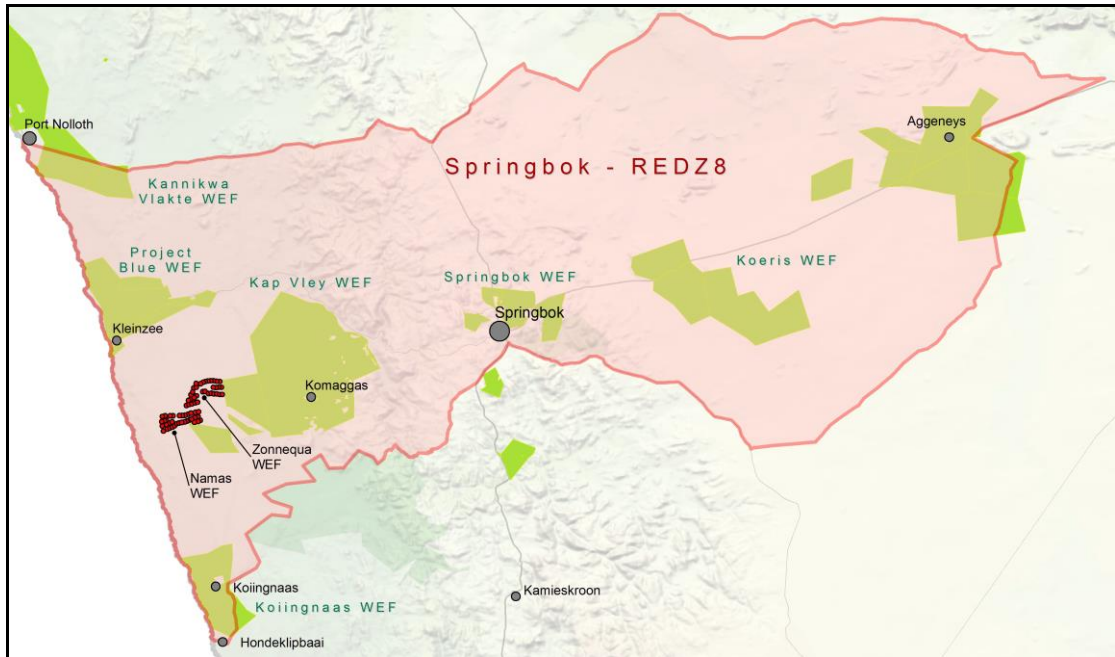 Port Nolloth
Aggeneys
Springbok - REDZ8
Kannikwa
Vlakte WEF
Project
Blue WEF
Kap Vley WEF
Springbok WEF
Koeris WEF
Springbok
Kleinzee
Komaggas
Zonnequa
WEF
Namas
WEF
Koiingnaas
Kamieskroon
Koiingnaas WEF
Hondeklipbaai